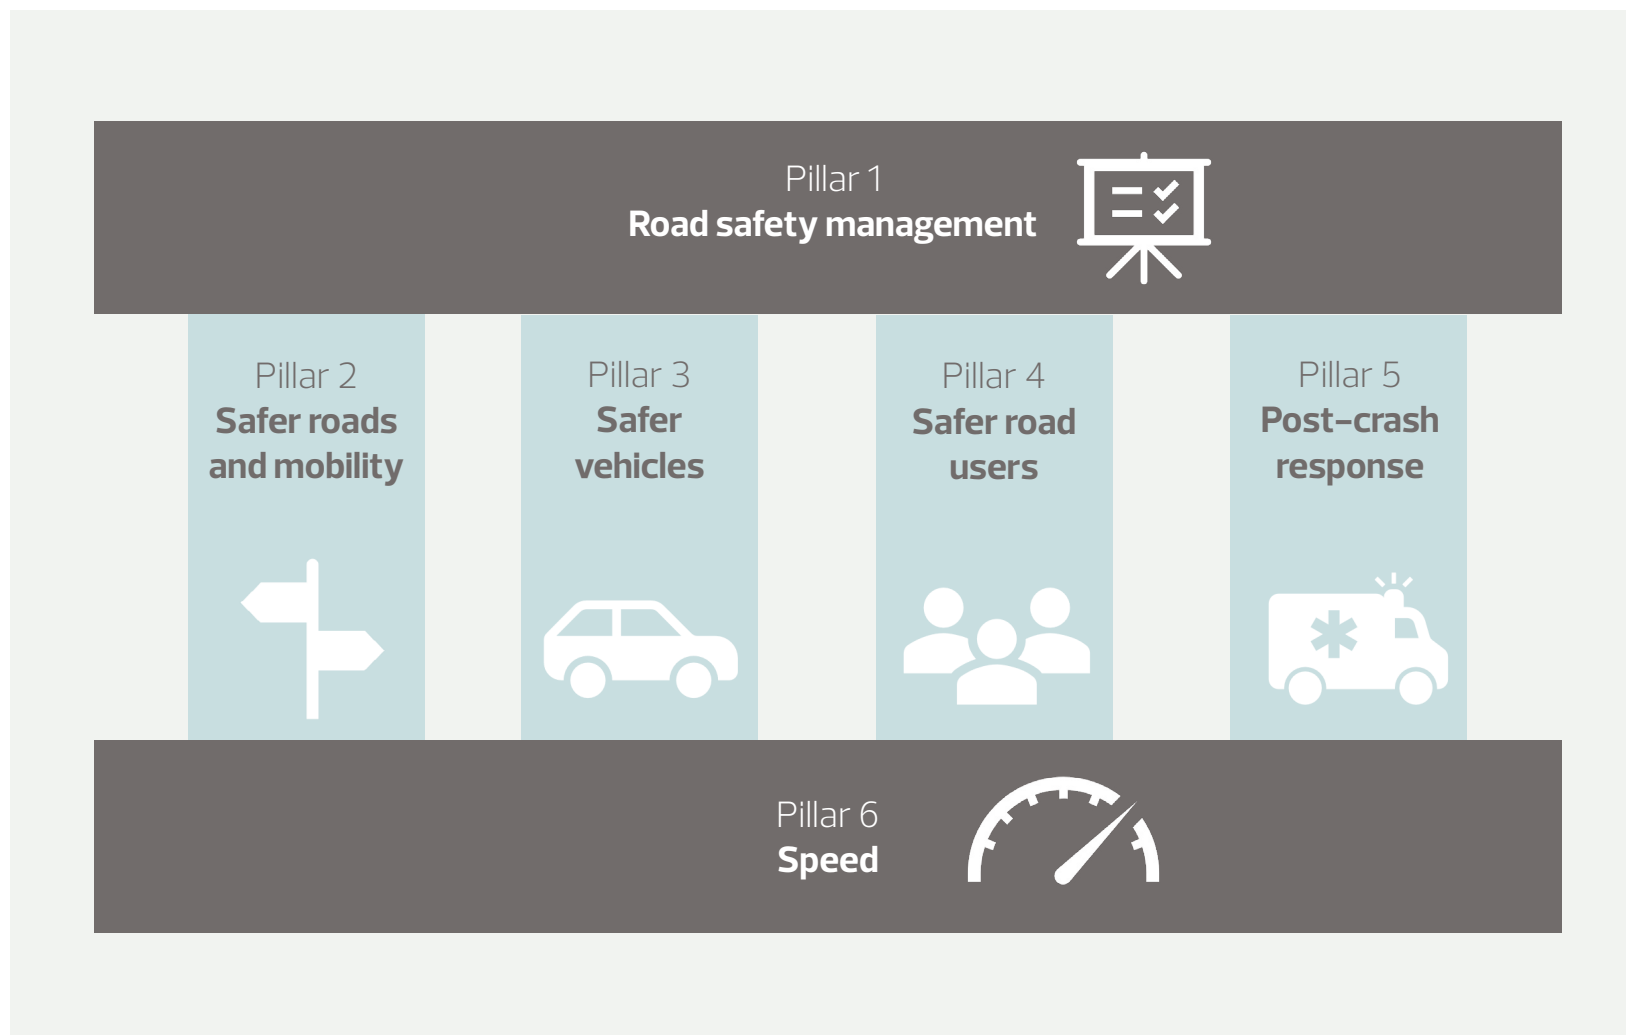 Pillar 1
Road safety management
Pillar 2
Safer roads
and mobility
Pillar 3
Safer
vehicles
Pillar 4
Safer road
users
Pillar 5
Post-crash
response
Pillar 6
Speed